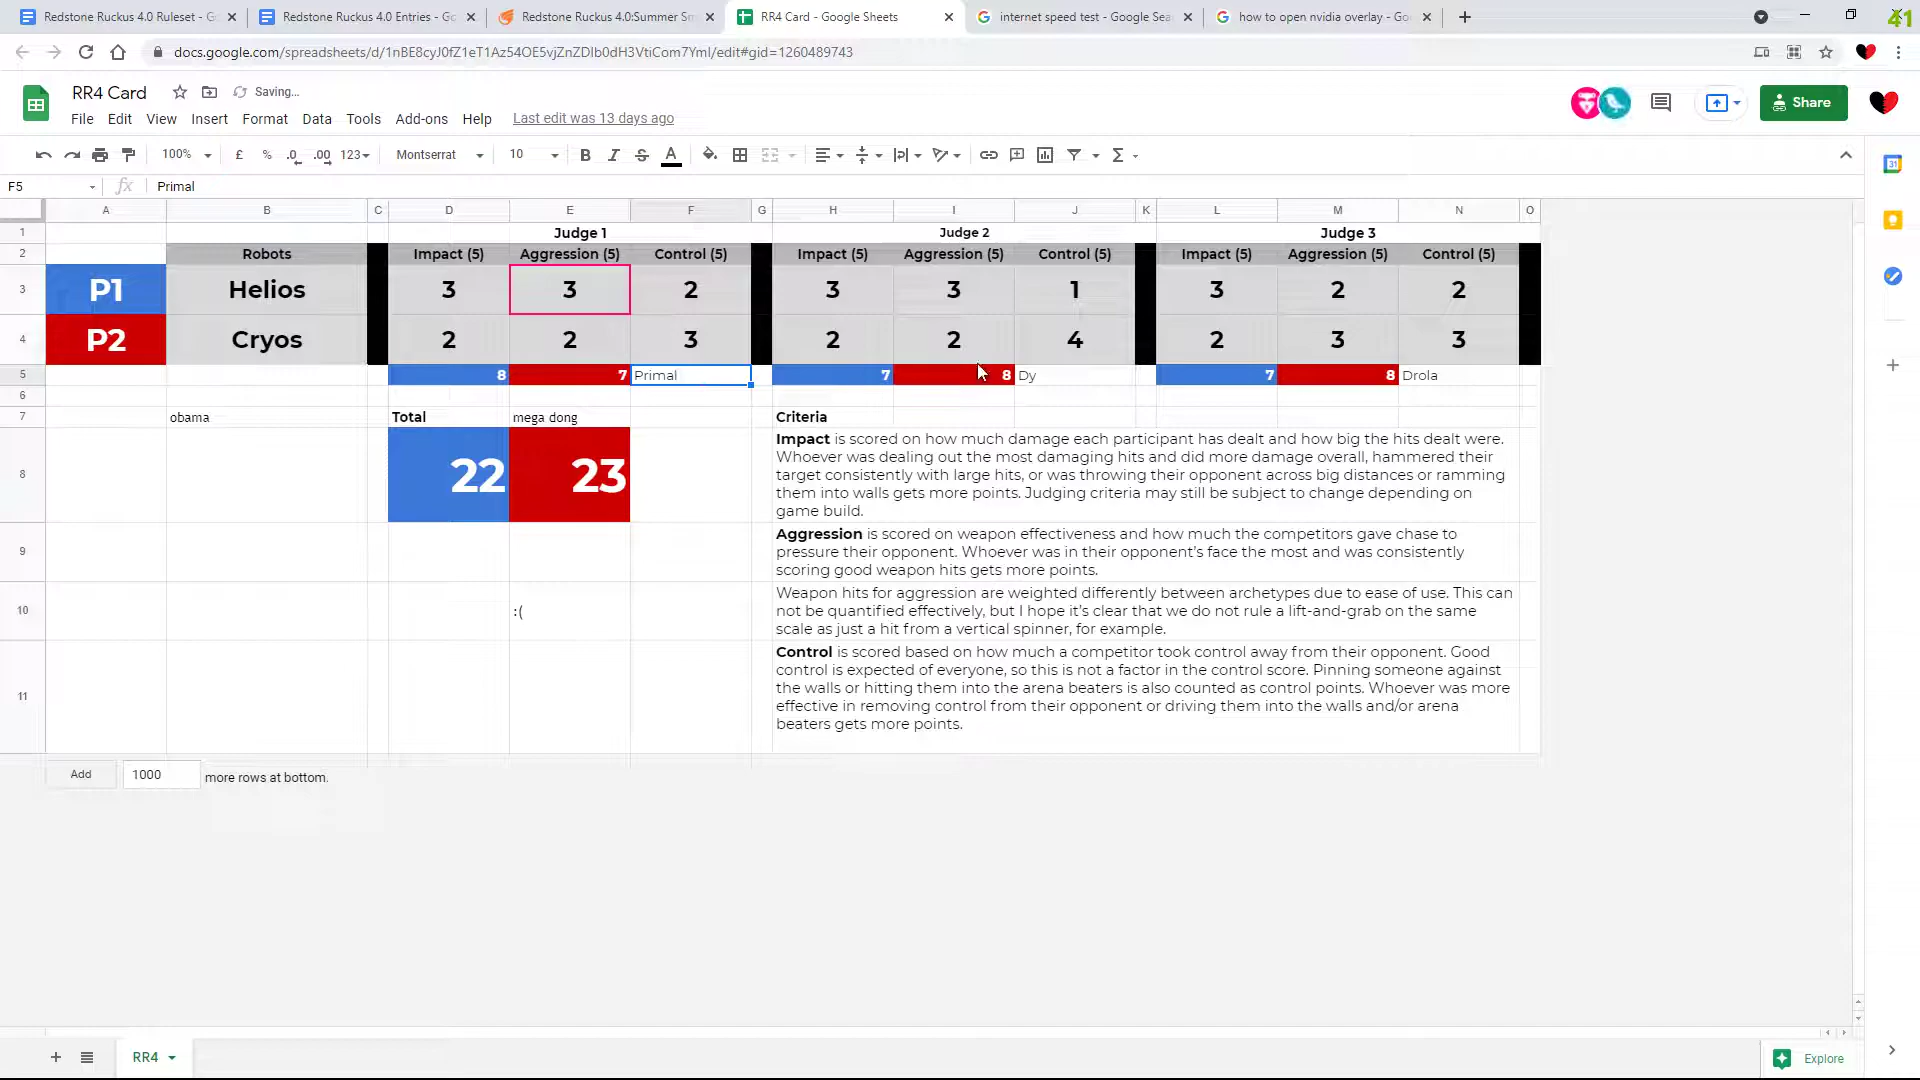 Redstone Ruckus 4.0 Ruleset - G
Redstone Ruckus 4.0 Entries - Go
Redstone Ruckus 4.0:Summer Sm
RR4 Card - Google Sheets
internet speed test - Google Sea
how to open nvidia overlay - Go
41
docs.google.com/spreadsheets/d/1nBE8cyJ0fZ1eT1Az54OE5vjZnZDIb0dH3VtiCom7YmI/edit#gid=1260489743
RR4 Card
Saving...
File Edit View Insert Format Data Tools Add-ons Help Last edit was 13 days ago
Share
100% £ % .0 .00 123 Montserrat 10 B I S A Σ
F5 fx Primal
A B C D E F G H I J K L M N O
1 Judge 1 Judge 2 Judge 3
2 Robots Impact (5) Aggression (5) Control (5) Impact (5) Aggression (5) Control (5) Impact (5) Aggression (5) Control (5)
3 P1 Helios 3 3 2 3 3 1 3 2 2
4 P2 Cryos 2 2 3 2 2 4 2 3 3
5 8 7 Primal 7 8 Dy 7 8 Drola
6
7 obama Total mega dong Criteria
8 22 23
Impact is scored on how much damage each participant has dealt and how big the hits dealt were.
Whoever was dealing out the most damaging hits and did more damage overall, hammered their
target consistently with large hits, or was throwing their opponent across big distances or ramming
them into walls gets more points. Judging criteria may still be subject to change depending on
game build.
9
Aggression is scored on weapon effectiveness and how much the competitors gave chase to
pressure their opponent. Whoever was in their opponent's face the most and was consistently
scoring good weapon hits gets more points.
10 :(
Weapon hits for aggression are weighted differently between archetypes due to ease of use. This can
not be quantified effectively, but I hope it's clear that we do not rule a lift-and-grab on the same
scale as just a hit from a vertical spinner, for example.
11
Control is scored based on how much a competitor took control away from their opponent. Good
control is expected of everyone, so this is not a factor in the control score. Pinning someone against
the walls or hitting them into the arena beaters is also counted as control points. Whoever was more
effective in removing control from their opponent or driving them into the walls and/or arena
beaters gets more points.
Add 1000 more rows at bottom.
RR4
Explore
31